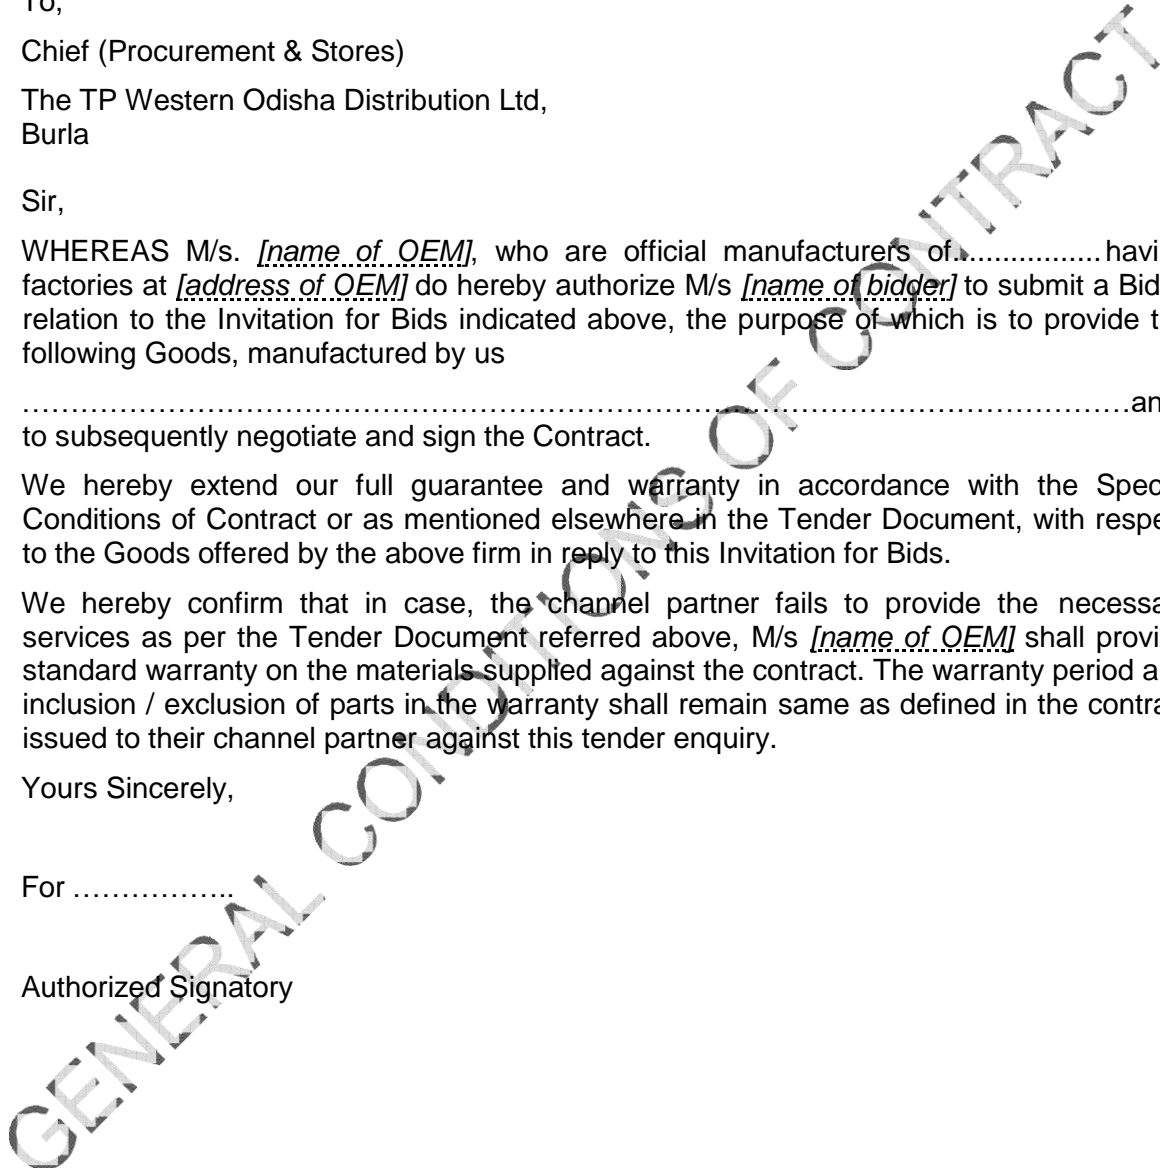 To,
Chief (Procurement & Stores)
The TP Western Odisha Distribution Ltd,
Burla
Sir,
WHEREAS M/s. [name of OEM], who are official manufacturers of.................. havi
factories at [address of OEM] do hereby authorize M/s [name of bidder] to submit a Bid
relation to the Invitation for Bids indicated above, the purpose of which is to provide t
following Goods, manufactured by us
………………………………………………………………………………………………………an
to subsequently negotiate and sign the Contract.
We hereby extend our full guarantee and warranty in accordance with the Spec
Conditions of Contract or as mentioned elsewhere in the Tender Document, with respe
to the Goods offered by the above firm in reply to this Invitation for Bids.
We hereby confirm that in case, the channel partner fails to provide the necessa
services as per the Tender Document referred above, M/s [name of OEM] shall provi
standard warranty on the materials supplied against the contract. The warranty period a
inclusion / exclusion of parts in the warranty shall remain same as defined in the contra
issued to their channel partner against this tender enquiry.
Yours Sincerely,
For ……………..
Authorized Signatory
GENERAL CONDITIONS OF CONTRACT